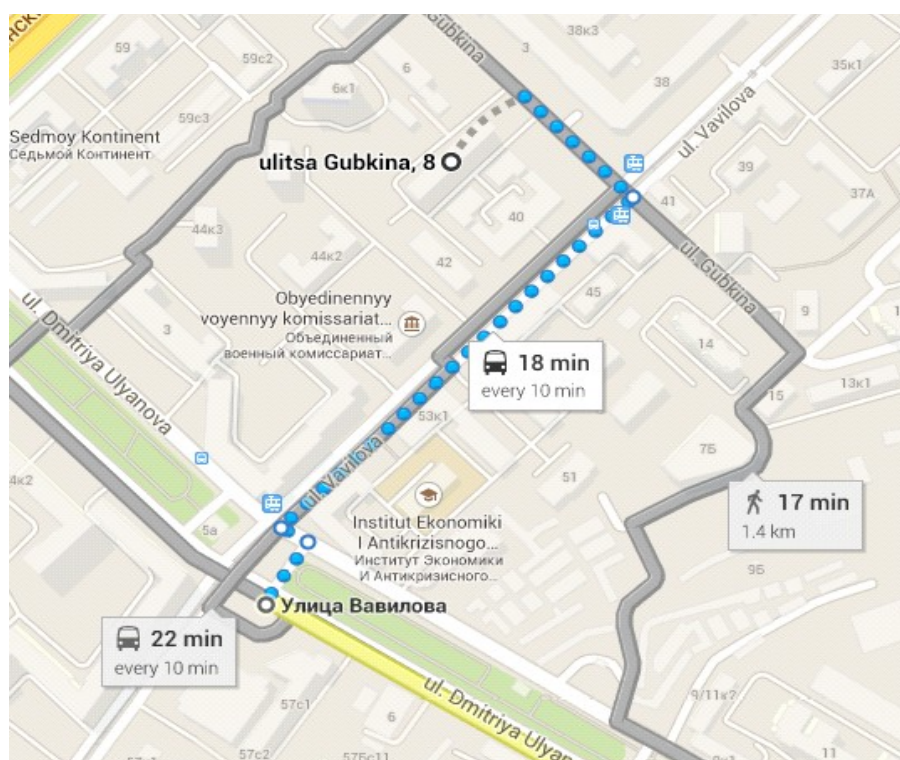 НСК
Gubkina
38к3
59
59с2
3
6
6к1
38
35к1
ul. Vavilova
59с3
Sedmoy Kontinent
Седьмой Континент
ulitsa Gubkina, 8
39
37А
41
40
44к3
44к2
42
ul. Gubkina
45
ul. Dmitriya Ulyanova
Obyedinennyy
voyennyy komissariat...
Объединенный
военный комиссариат...
3
9
14
18 min
every 10 min
13к1
15
53к1
7Б
ul. Vavilova
51
4к2
17 min
1.4 km
5а
Institut Ekonomiki
I Antikrizisnogo...
Институт Экономики
И Антикризисного...
9Б
Улица Вавилова
22 min
every 10 min
ul. Dmitriya Ulyan
57с1
6
9/11к2
57с2
11